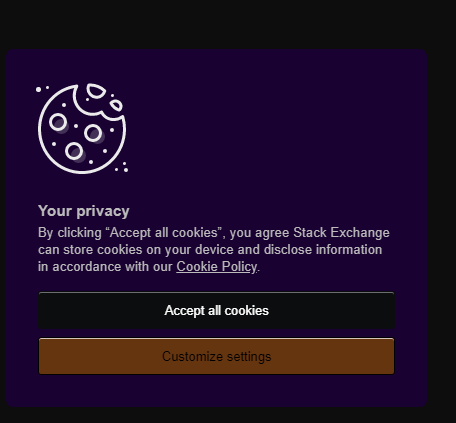 Your privacy
By clicking “Accept all cookies”, you agree Stack Exchange
can store cookies on your device and disclose information
in accordance with our Cookie Policy.
Accept all cookies
Customize settings